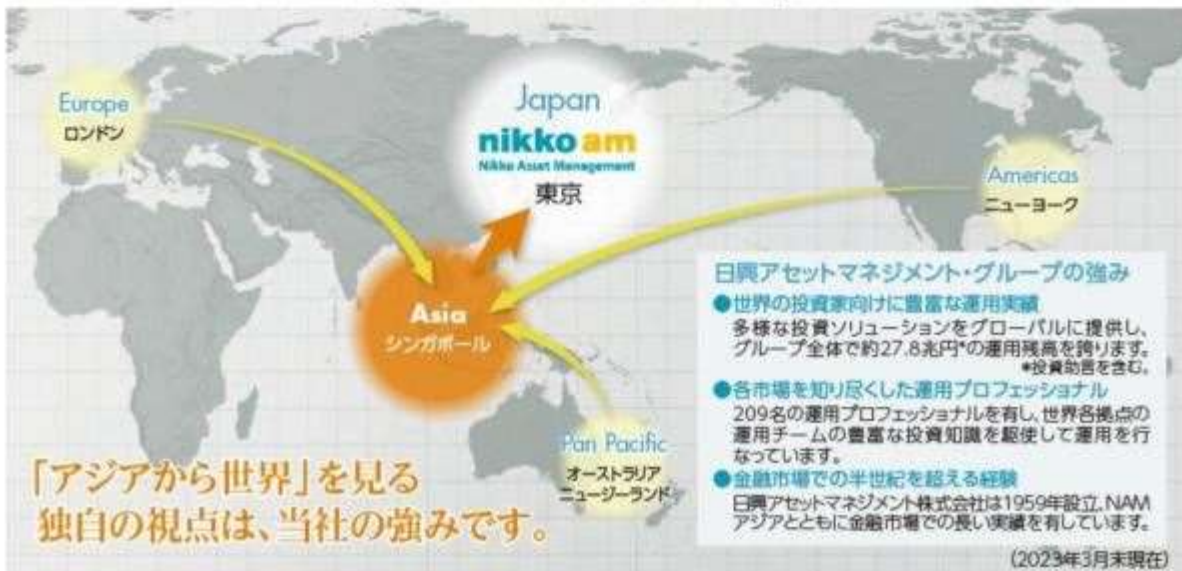 Europe
ロンドン
Japan
nikko am
Nikko Asset Management
東京
Americas
ニューヨーク
Asia
シンガポール
Pan Pacific
オーストラリア
ニュージーランド
「アジアから世界」を見る
独自の視点は、当社の強みです。
日興アセットマネジメント・グループの強み
●世界の投資家向けに豊富な運用実績
多様な投資ソリューションをグローバルに提供し、
グループ全体で約27.8兆円*の運用残高を誇ります。
*投資助言を含む。
●各市場を知り尽くした運用プロフェッショナル
209名の運用プロフェッショナルを有し、世界各拠点の
運用チームの豊富な投資知識を駆使して運用を行
なっています。
●金融市場での半世紀を超える経験
日興アセットマネジメント株式会社は1959年設立、NAM
アジアとともに金融市場での長い実績を有しています。
(2023年3月末現在)